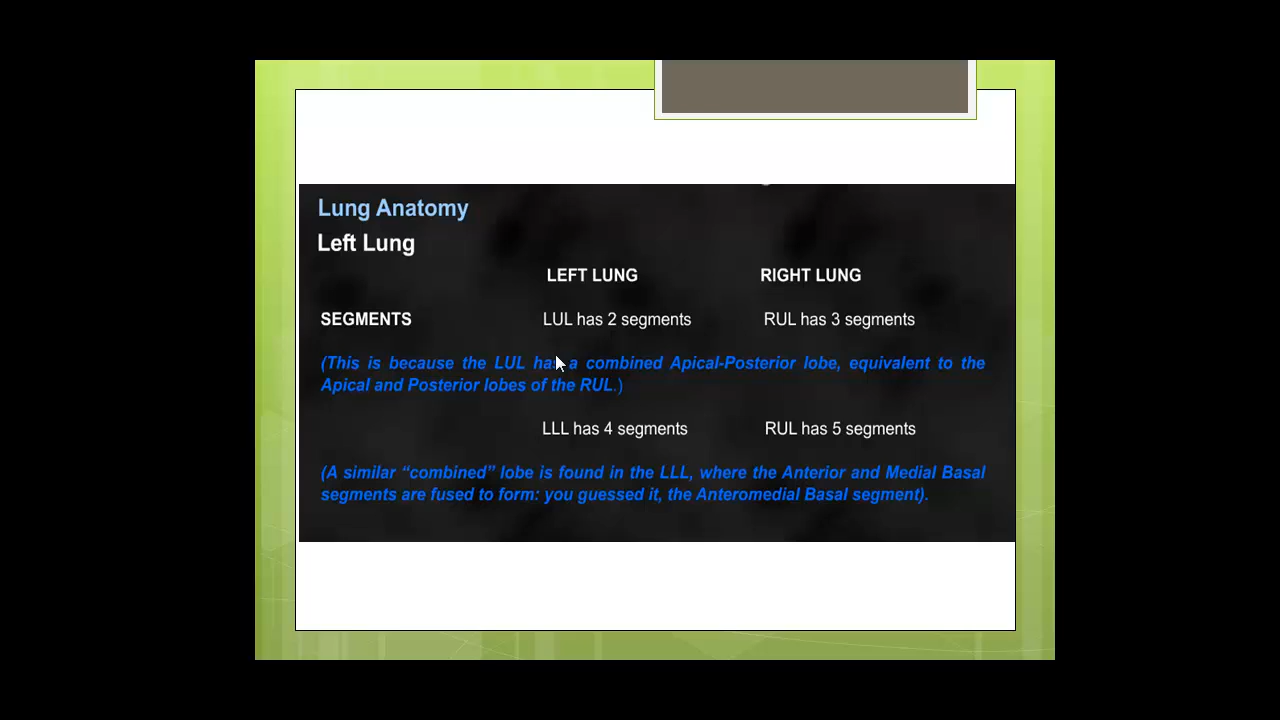 Lung Anatomy
Left Lung
LEFT LUNG RIGHT LUNG
SEGMENTS LUL has 2 segments RUL has 3 segments
(This is because the LUL has a combined Apical-Posterior lobe, equivalent to the
Apical and Posterior lobes of the RUL.)
LLL has 4 segments RUL has 5 segments
(A similar “combined” lobe is found in the LLL, where the Anterior and Medial Basal
segments are fused to form: you guessed it, the Anteromedial Basal segment).